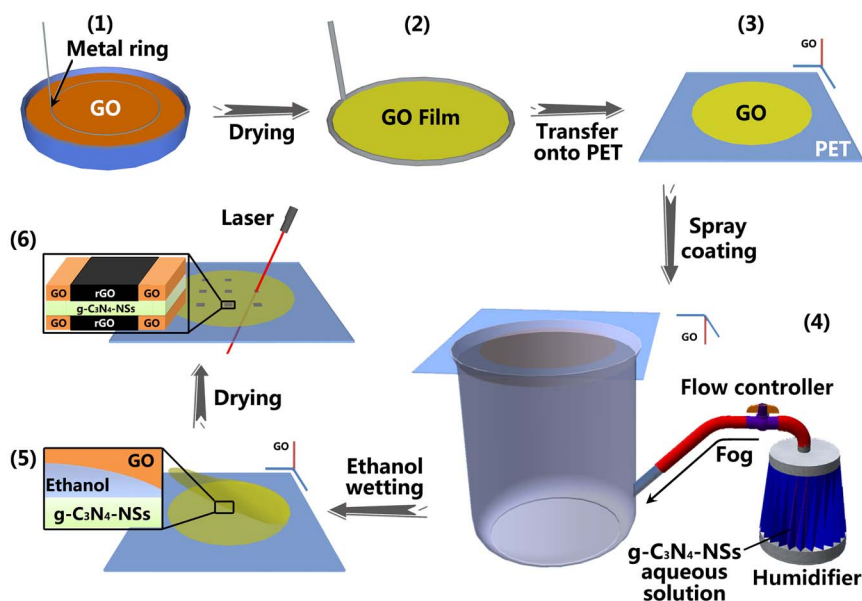 (1)
Metal ring
GO
Drying
(2)
GO Film
Transfer
onto PET
(3)
GO
GO
PET
Spray
coating
(4)
GO
Flow controller
Fog
g-C₃N₄-NSs
aqueous
solution
Humidifier
Ethanol
wetting
(5)
GO
Ethanol
g-C₃N₄-NSs
GO
Drying
(6)
Laser
GO rGO GO
g-C₃N₄-NSs
GO rGO GO